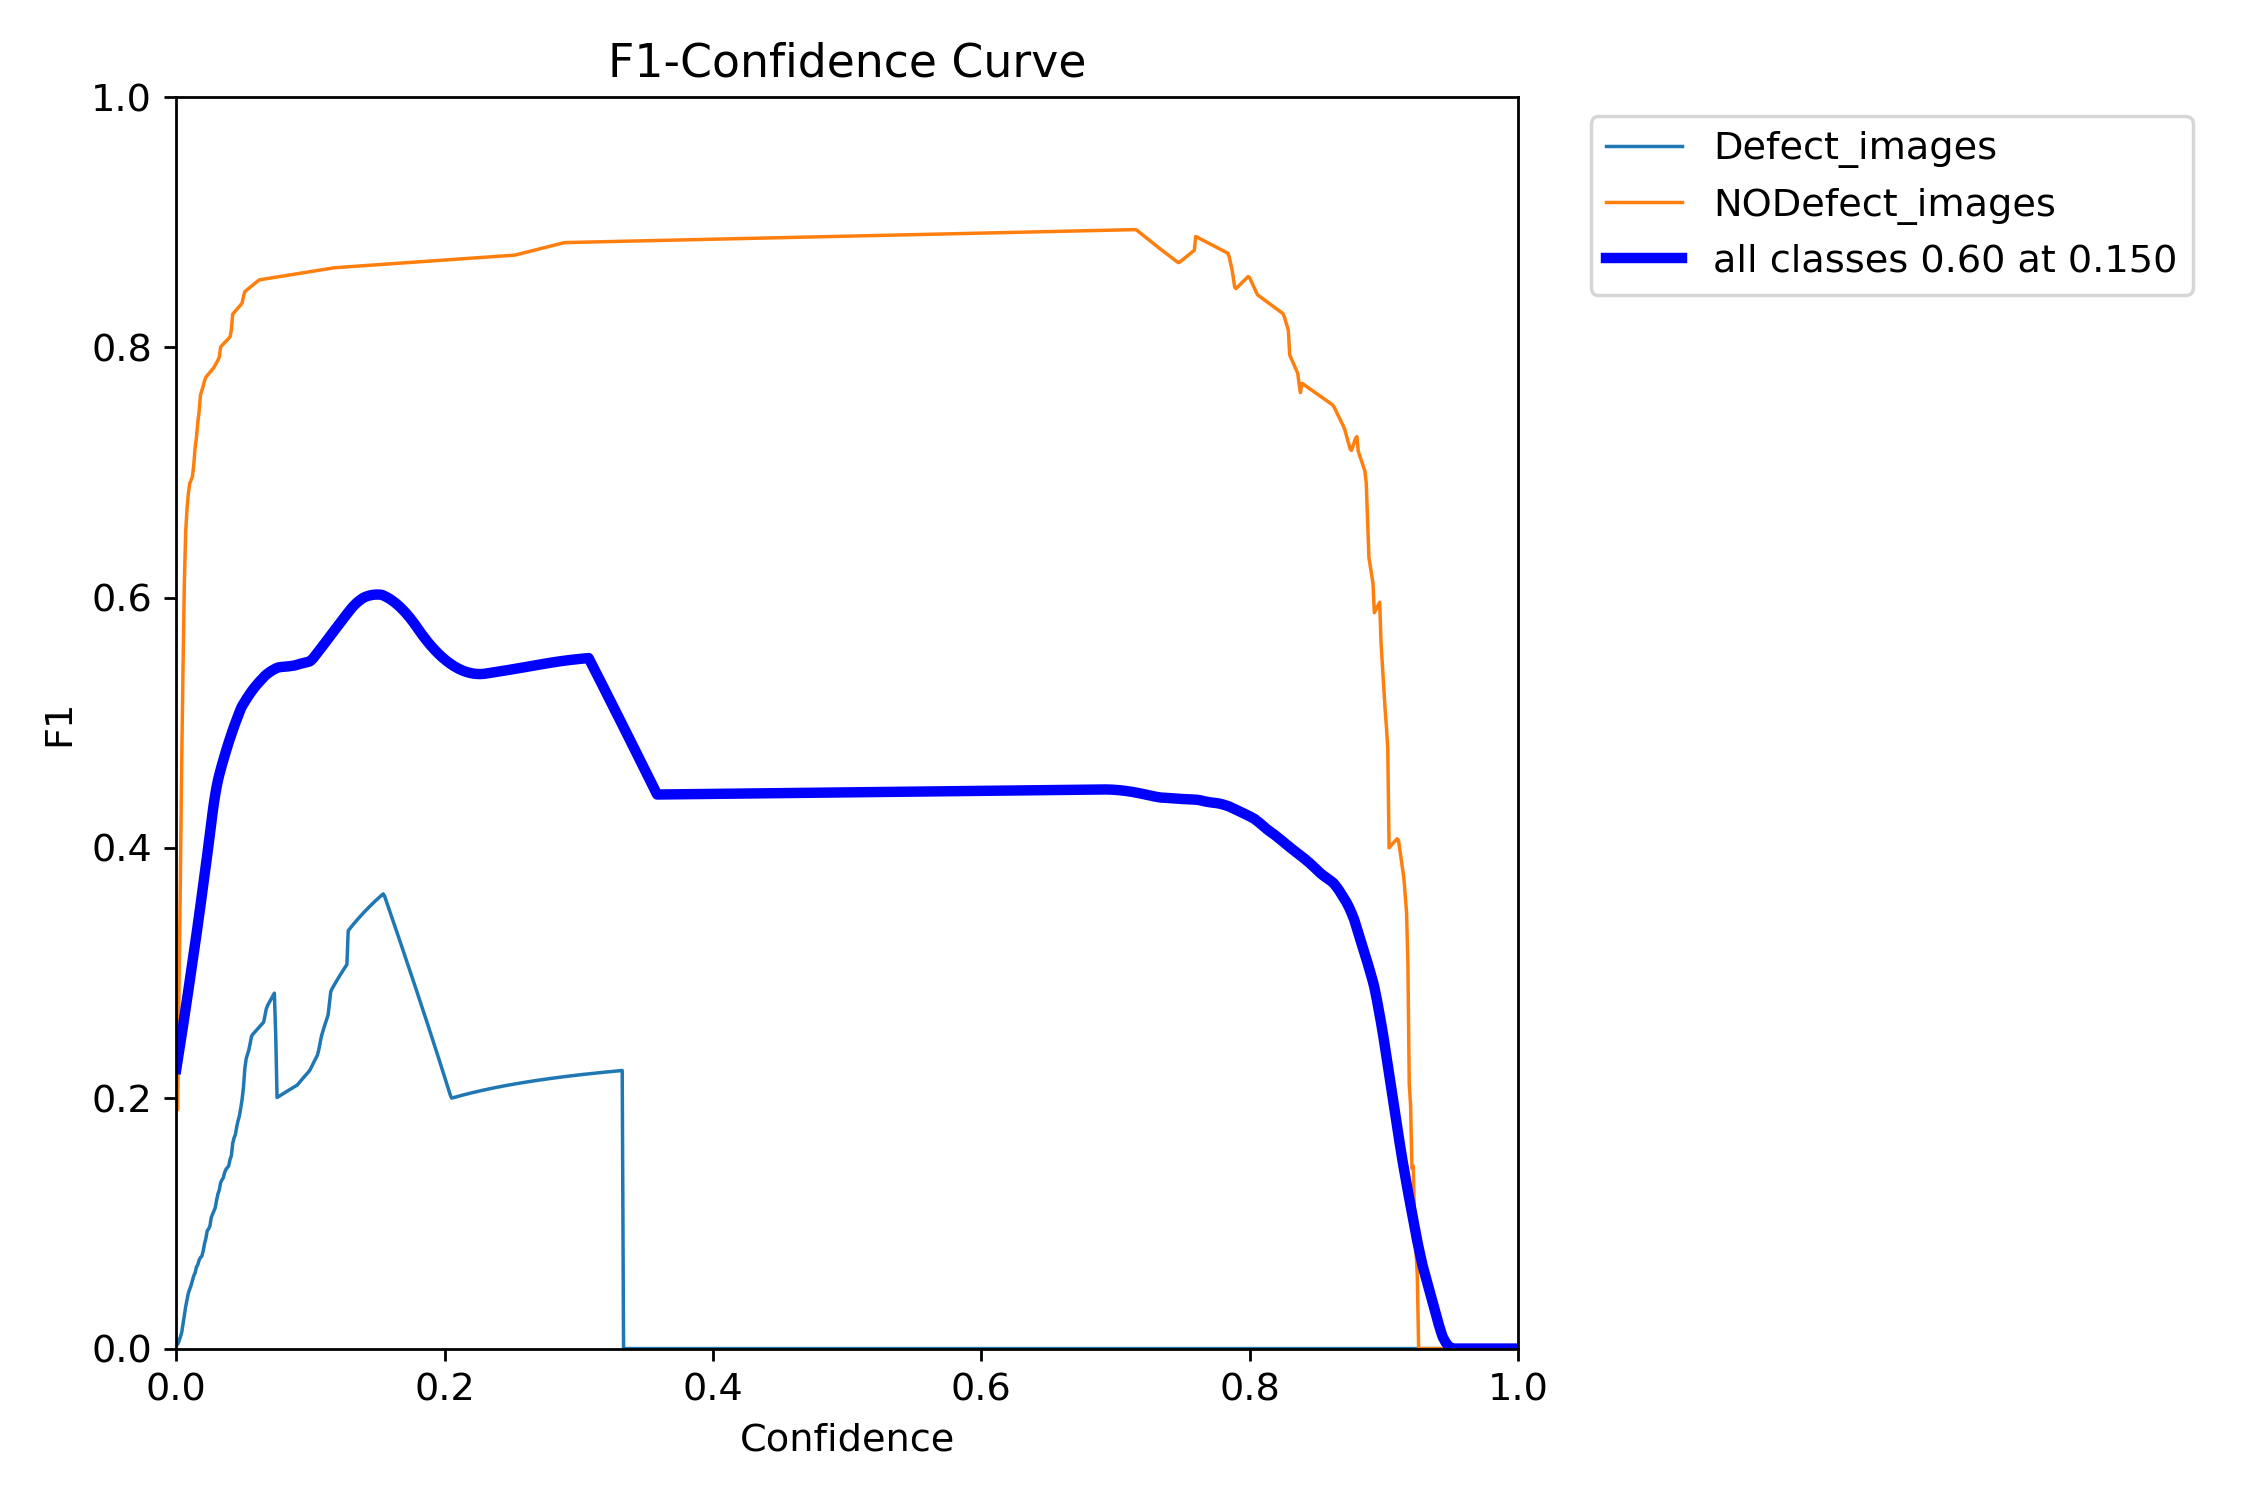 F1-Confidence Curve
1.0
0.8
0.6
0.4
0.2
0.0
F1
0.0 0.2 0.4 0.6 0.8 1.0
Confidence
Defect_images
NODefect_images
all classes 0.60 at 0.150